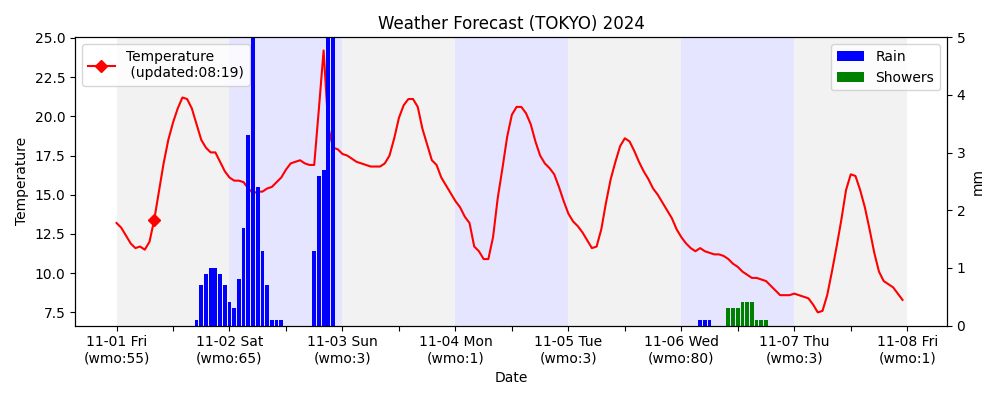 Weather Forecast (TOKYO) 2024
Temperature
(updated:08:19)
Rain
Showers
25.0
22.5
20.0
17.5
15.0
12.5
10.0
7.5
Temperature
5
4
3
2
1
0
mm
11-01 Fri
(wmo:55)
11-02 Sat
(wmo:65)
11-03 Sun
(wmo:3)
11-04 Mon
(wmo:1)
11-05 Tue
(wmo:3)
11-06 Wed
(wmo:80)
11-07 Thu
(wmo:3)
11-08 Fri
(wmo:1)
Date